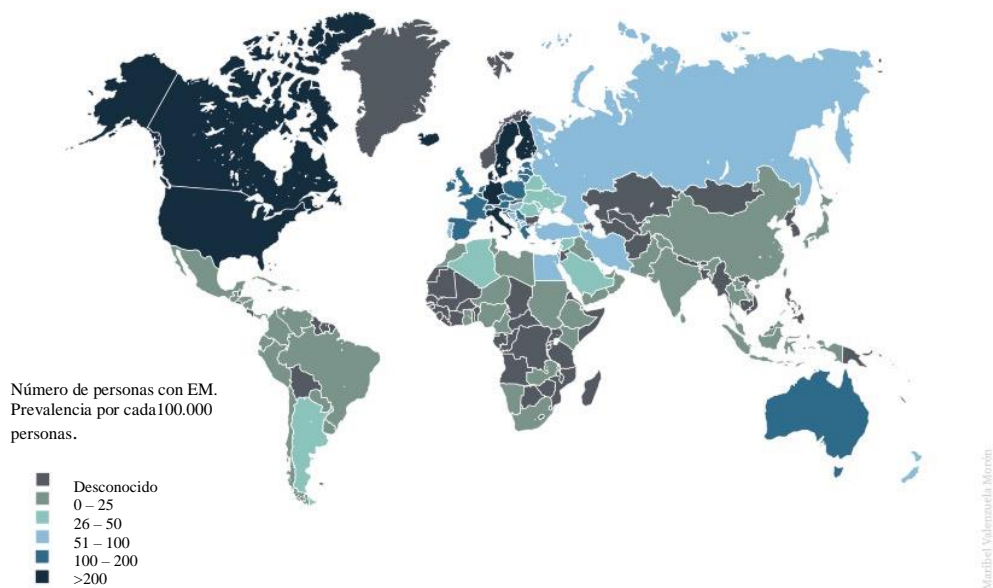 Número de personas con EM.
Prevalencia por cada100.000
personas.
Desconocido
0 – 25
26 – 50
51 – 100
100 – 200
>200
Maribel Valenzuela Morón